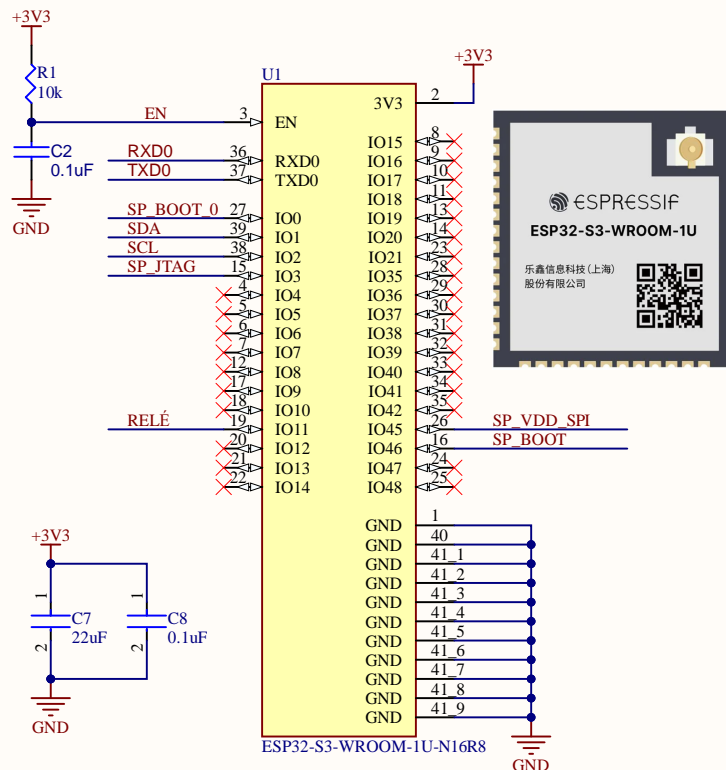 +3V3
R1
10k
EN
C2
0.1uF
GND
RXD0
TXD0
SP_BOOT_0
SDA
SCL
SP_JTAG
RELÉ
U1
+3V3
3V3 2
3 EN
36 RXD0
37 TXD0
27 IO0
39 IO1
38 IO2
15 IO3
4 IO4
5 IO5
6 IO6
7 IO7
12 IO8
17 IO9
18 IO10
19 IO11
20 IO12
21 IO13
22 IO14
IO15 8
IO16 9
IO17 10
IO18 11
IO19 13
IO20 14
IO21 23
IO35 28
IO36 29
IO37 30
IO38 31
IO39 32
IO40 33
IO41 34
IO42 35
IO45 26 SP_VDD_SPI
IO46 16 SP_BOOT
IO47 24
IO48 25
GND 1
GND 40
GND 41_1
GND 41_2
GND 41_3
GND 41_4
GND 41_5
GND 41_6
GND 41_7
GND 41_8
GND 41_9
GND
ESP32-S3-WROOM-1U-N16R8
ESPRESSIF
ESP32-S3-WROOM-1U
乐鑫信息科技(上海)
股份有限公司
+3V3
1
C7
22uF
2
1
C8
0.1uF
2
GND